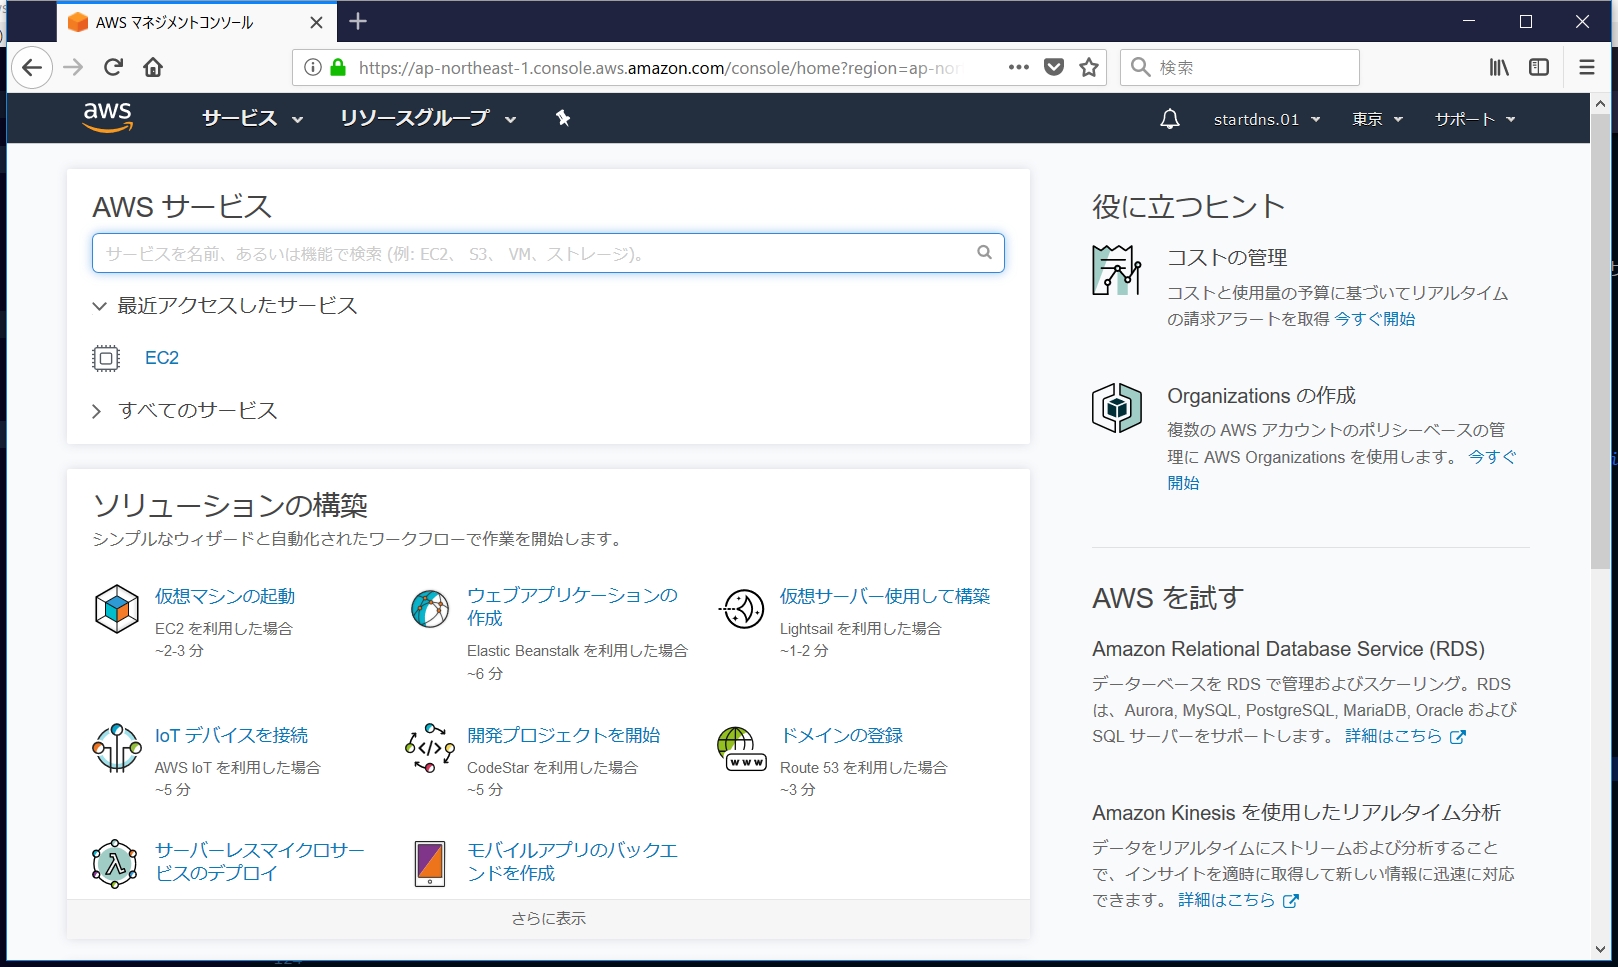 AWS マネジメントコンソール
https://ap-northeast-1.console.aws.amazon.com/console/home?region=ap-nor
検索
aws
サービス
リソースグループ
startdns.01
東京
サポート
AWS サービス
サービスを名前、あるいは機能で検索 (例: EC2、 S3、 VM、ストレージ)。
最近アクセスしたサービス
EC2
すべてのサービス
ソリューションの構築
シンプルなウィザードと自動化されたワークフローで作業を開始します。
仮想マシンの起動
EC2 を利用した場合
~2-3 分
ウェブアプリケーションの
作成
Elastic Beanstalk を利用した場合
~6 分
仮想サーバー使用して構築
Lightsail を利用した場合
~1-2 分
IoT デバイスを接続
AWS IoT を利用した場合
~5 分
開発プロジェクトを開始
CodeStar を利用した場合
~5 分
www
ドメインの登録
Route 53 を利用した場合
~3 分
サーバーレスマイクロサー
ビスのデプロイ
モバイルアプリのバックエ
ンドを作成
さらに表示
役に立つヒント
コストの管理
コストと使用量の予算に基づいてリアルタイム
の請求アラートを取得 今すぐ開始
Organizations の作成
複数の AWS アカウントのポリシーベースの管
理に AWS Organizations を使用します。 今すぐ
開始
AWS を試す
Amazon Relational Database Service (RDS)
データーベースを RDS で管理およびスケーリング。RDS
は、Aurora, MySQL, PostgreSQL, MariaDB, Oracle および
SQL サーバーをサポートします。 詳細はこちら
Amazon Kinesis を使用したリアルタイム分析
データをリアルタイムにストリームおよび分析すること
で、インサイトを適時に取得して新しい情報に迅速に対応
できます。 詳細はこちら